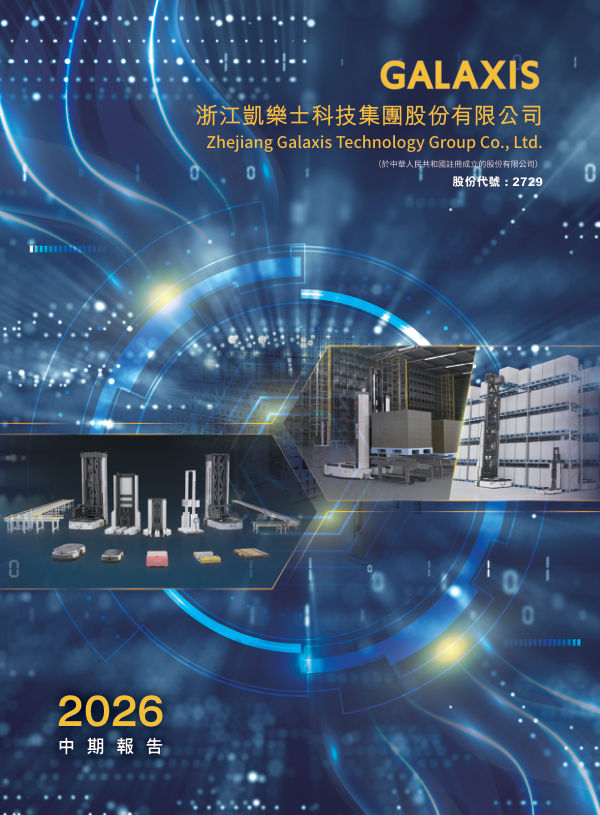 GALAXIS
浙江凱樂士科技集團股份有限公司
Zhejiang Galaxis Technology Group Co., Ltd.
（於中華人民共和國註冊成立的股份有限公司）
股份代號：2729
2026
中期報告